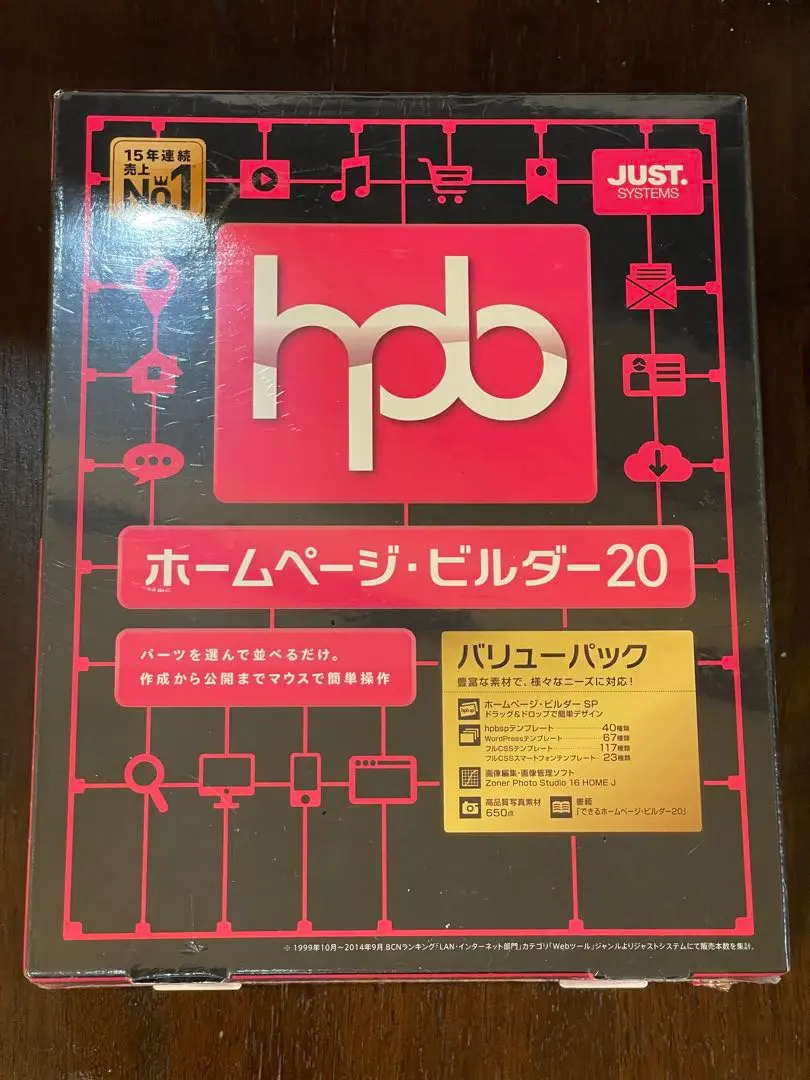 15年連続
売上
No1
JUST.
SYSTEMS
hpb
ホームページ・ビルダー20
パーツを選んで並べるだけ。
作成から公開までマウスで簡単操作
バリューパック
豊富な素材で、様々なニーズに対応!
hpb sp
ホームページ・ビルダー SP
ドラッグ&ドロップで簡単デザイン
hpbspテンプレート 40種類
WordPressテンプレート 67種類
フルCSSテンプレート 117種類
フルCSSスマートフォンテンプレート 23種類
画像編集・画像管理ソフト
Zoner Photo Studio 16 HOME J
高品質写真素材
650点
書籍
「できるホームページ・ビルダー20」
※ 1999年10月~2014年9月 BCNランキング「LAN・インターネット部門」カテゴリ「Webツール」ジャンルよりジャストシステムにて販売本数を集計。